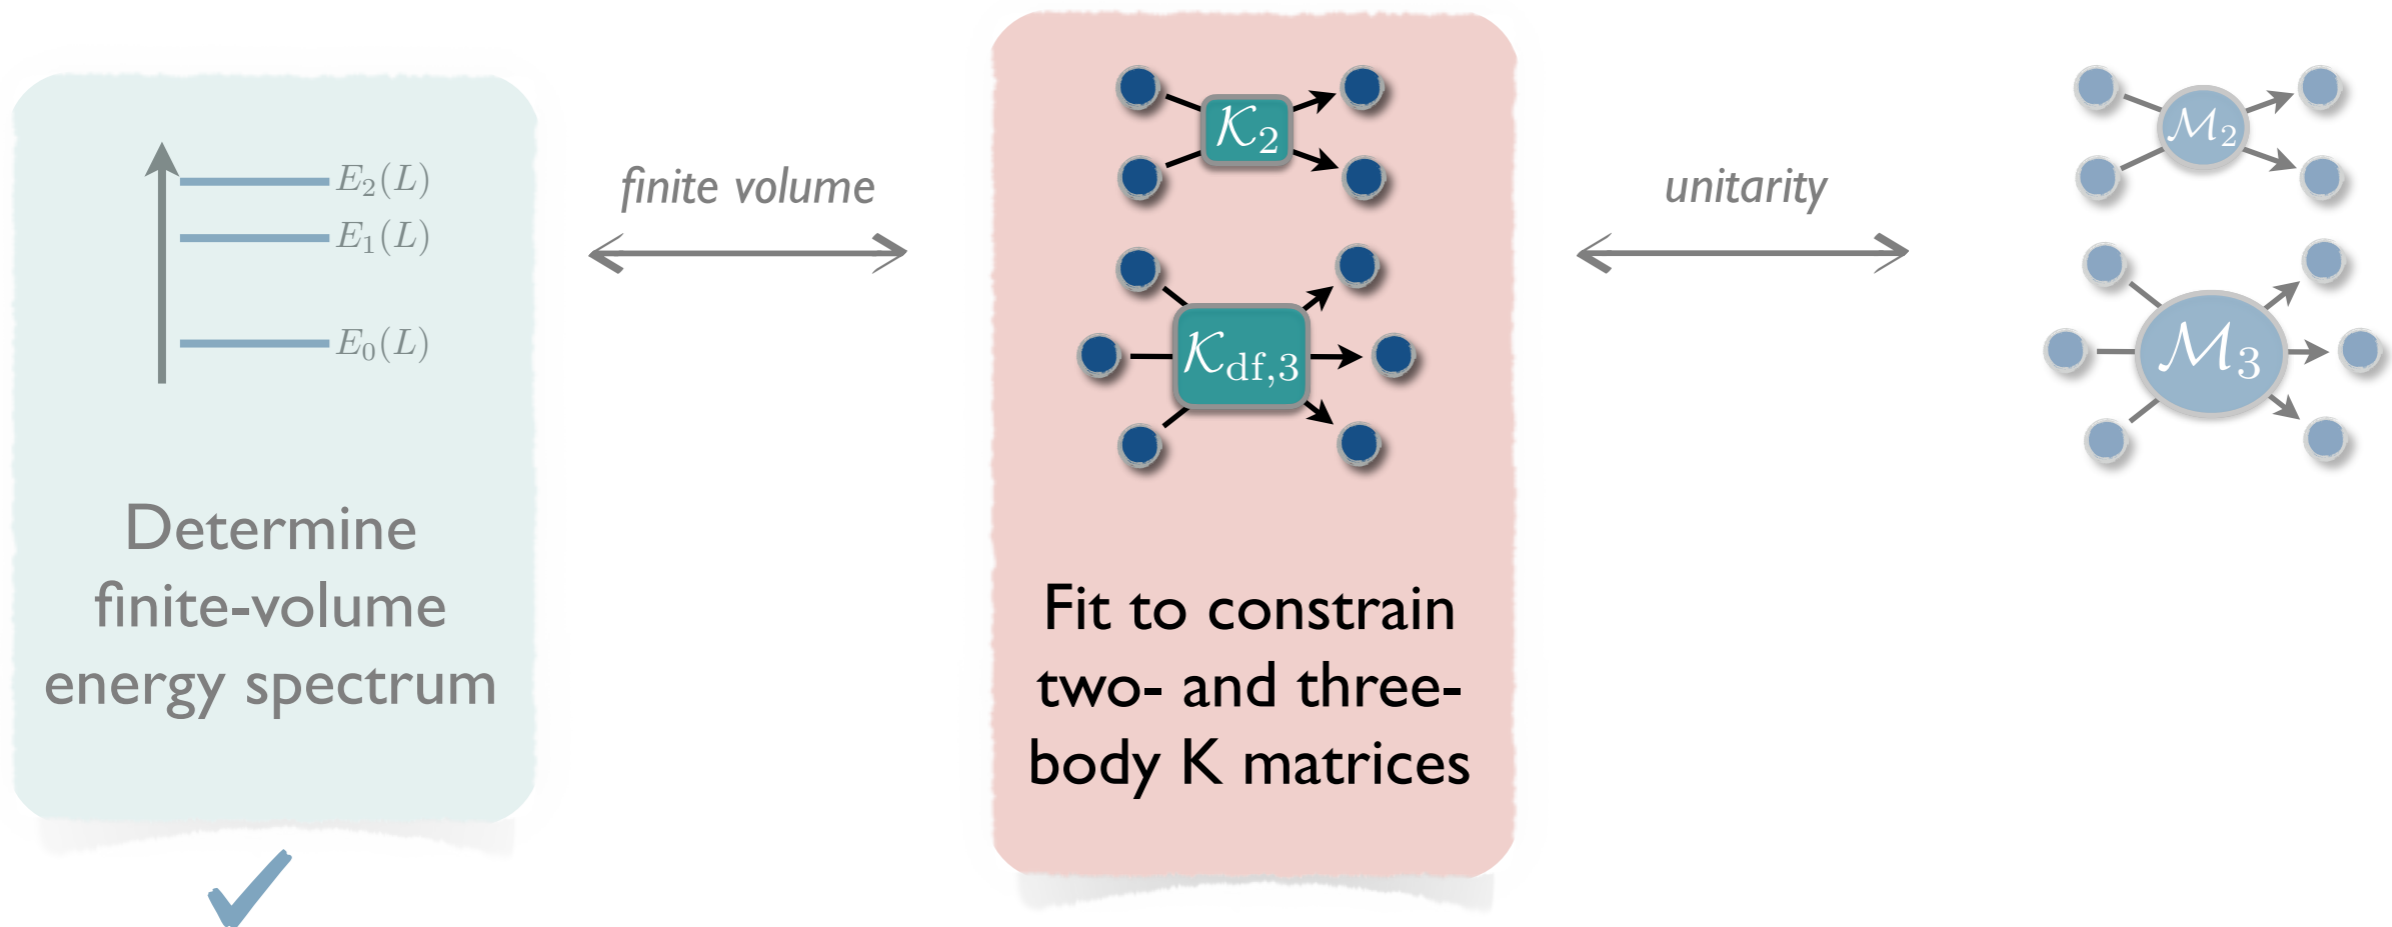 E₂(L)
E₁(L)
E₀(L)
Determine
finite-volume
energy spectrum
finite volume
𝒦₂
𝒦df,3
Fit to constrain
two- and three-
body K matrices
unitarity
ℳ₂
ℳ₃